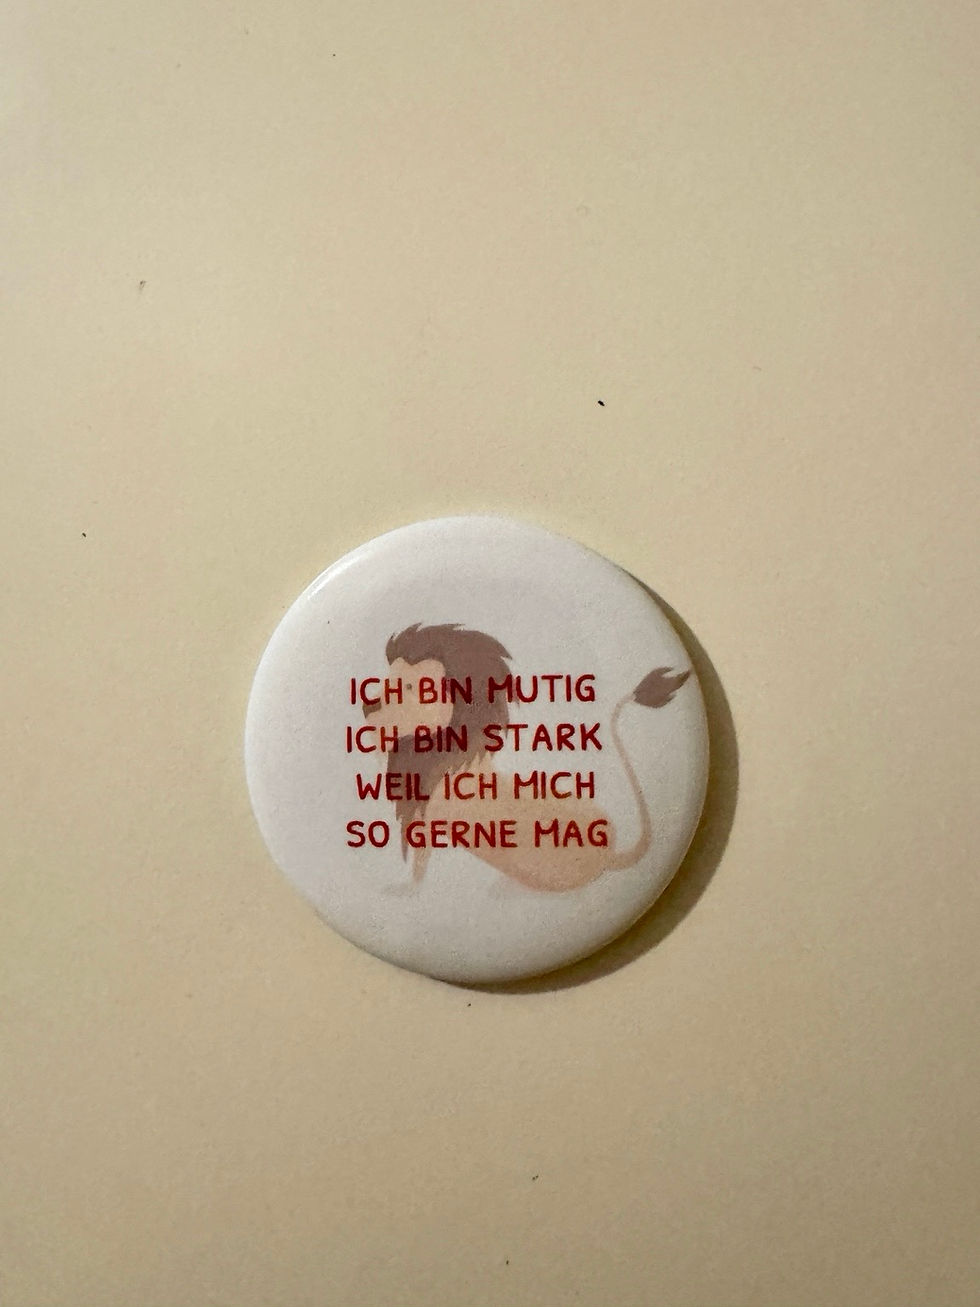 ICH BIN MUTIG
ICH BIN STARK
WEIL ICH MICH
SO GERNE MAG